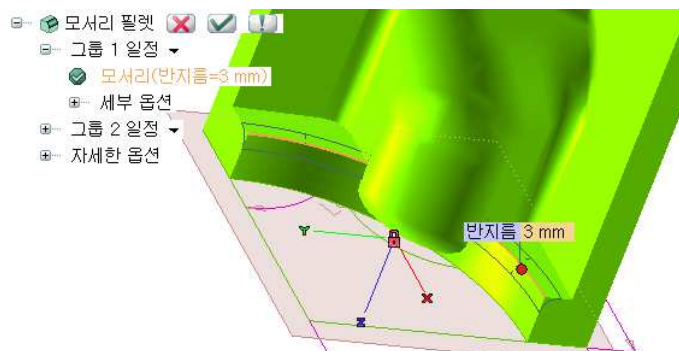 모서리 필렛
그룹 1 일정
모서리(반지름=3 mm)
세부 옵션
그룹 2 일정
자세한 옵션
반지름 3 mm
Y
X
Z